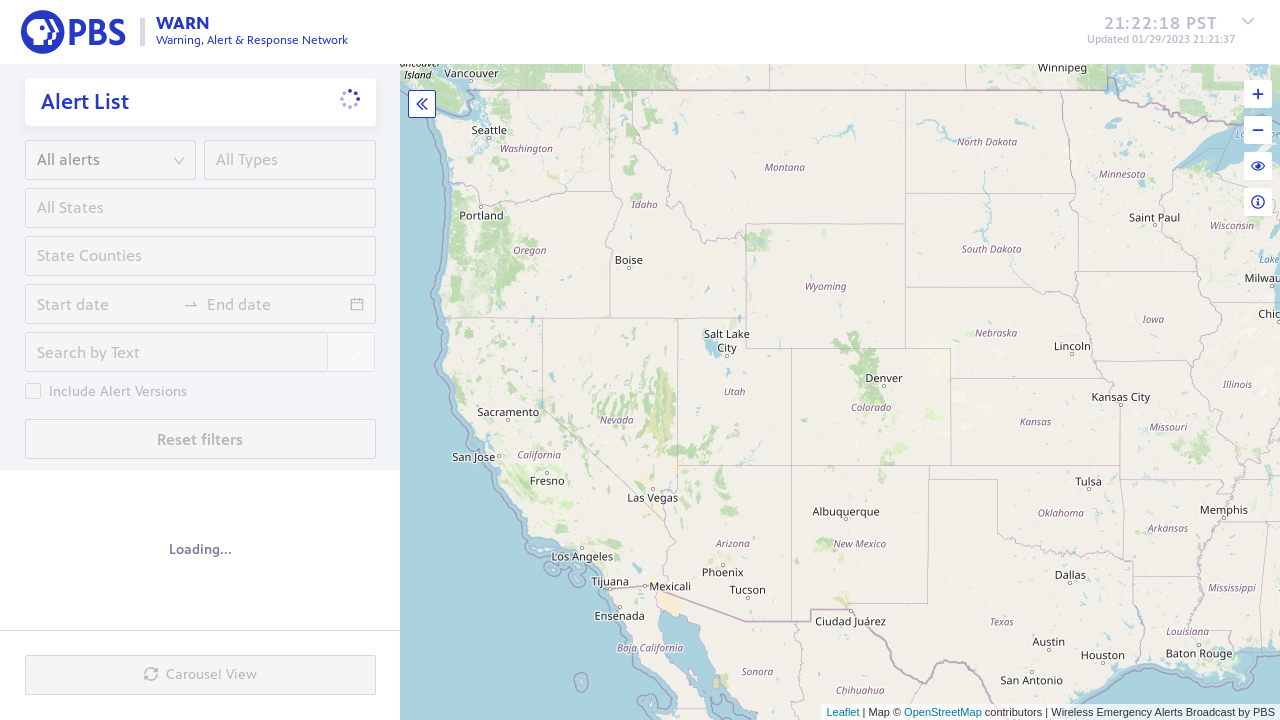 PBS
WARN
Warning, Alert & Response Network
21:22:18 PST
Updated 01/29/2023 21:21:37
Alert List
All alerts
All Types
All States
State Counties
Start date
End date
Search by Text
Include Alert Versions
Reset filters
Loading...
Carousel View
Island
Vancouver
Winnipeg
Seattle
Washington
North Dakota
Montana
Minnesota
Idaho
Portland
Saint Paul
Wisconsin
Oregon
South Dakota
Boise
Lake
Milwau
Wyoming
Salt Lake
City
Iowa
Chic
Nebraska
Lincoln
Denver
Utah
Illinois
Kansas City
Sacramento
Nevada
Colorado
Kansas
Missouri
San Jose
California
Fresno
Las Vegas
Tulsa
Albuquerque
Oklahoma
Memphis
Arkansas
Los Angeles
Arizona
New Mexico
Phoenix
Dallas
Tijuana
Mexicali
Tucson
Mississippi
Ensenada
Ciudad Juárez
Texas
Louisiana
Baja California
Austin
Houston
Baton Rouge
Sonora
San Antonio
Chihuahua
Leaflet | Map © OpenStreetMap contributors | Wireless Emergency Alerts Broadcast by PBS